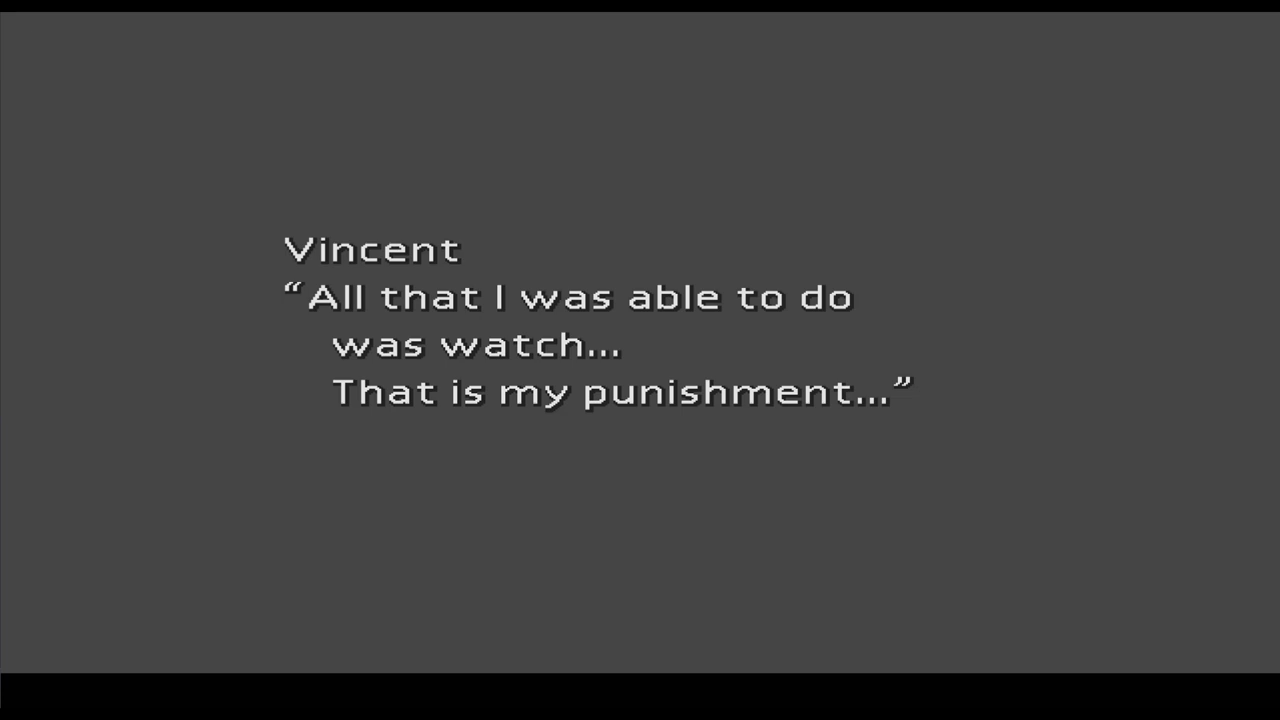 Vincent
“All that I was able to do
was watch...
That is my punishment...”